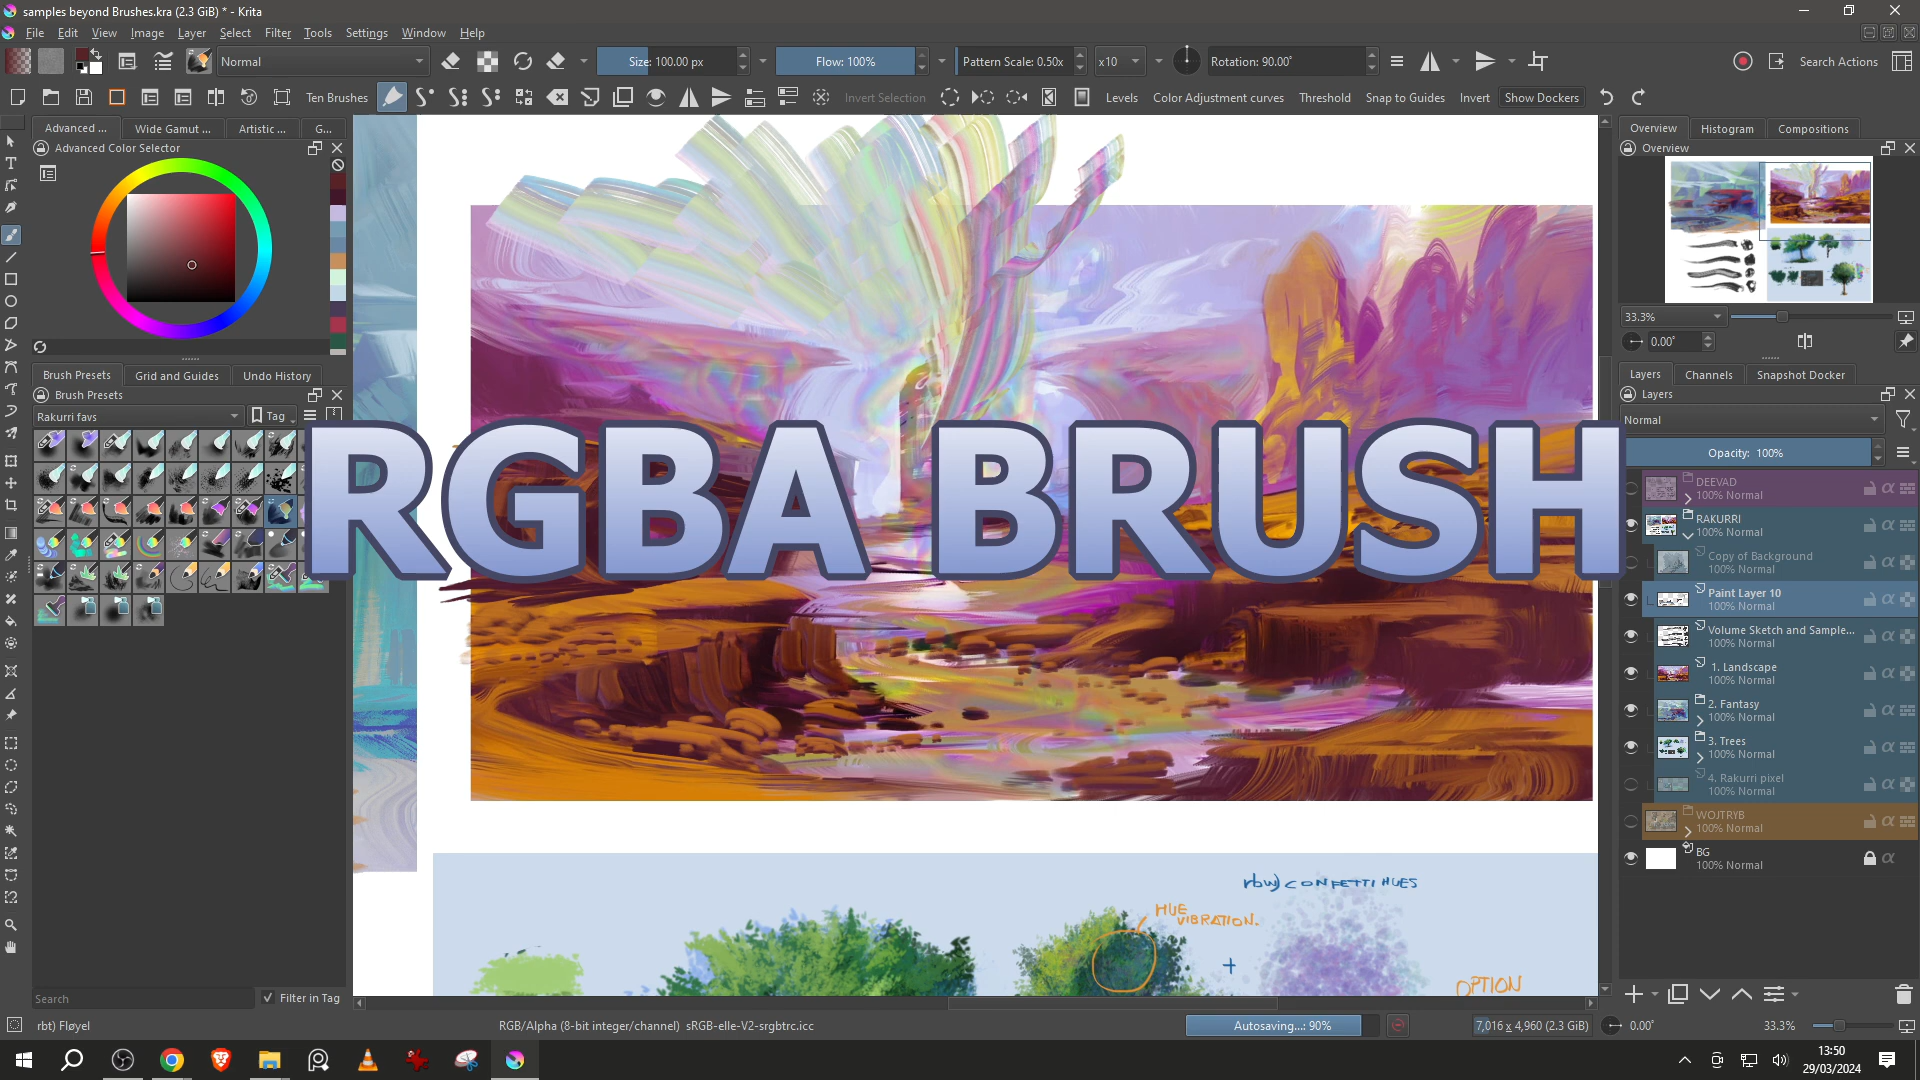 samples beyond Brushes.kra (2.3 GiB) * - Krita
File Edit View Image Layer Select Filter Tools Settings Window Help
Normal Size: 100.00 px Flow: 100% Pattern Scale: 0.50x x10 Rotation: 90.00° Search Actions
Ten Brushes Invert Selection Levels Color Adjustment curves Threshold Snap to Guides Invert Show Dockers
Advanced ... Wide Gamut ... Artistic ... G...
Advanced Color Selector
Brush Presets Grid and Guides Undo History
Brush Presets
Rakurri favs Tag
Search Filter in Tag
RGBA BRUSH
rbw) CONFETTI HUES
HUE
VIBRATION.
+
OPTION
Overview Histogram Compositions
Overview
33.3%
0.00°
Layers Channels Snapshot Docker
Layers
Normal
Opacity: 100%
DEEVAD
100% Normal
RAKURRI
100% Normal
Copy of Background
100% Normal
Paint Layer 10
100% Normal
Volume Sketch and Sample...
100% Normal
1. Landscape
100% Normal
2. Fantasy
100% Normal
3. Trees
100% Normal
4. Rakurri pixel
100% Normal
WOJTRYB
100% Normal
BG
100% Normal
rbt) Fløyel RGB/Alpha (8-bit integer/channel) sRGB-elle-V2-srgbtrc.icc Autosaving...: 90% 7,016 x 4,960 (2.3 GiB) 0.00° 33.3%
13:50
29/03/2024